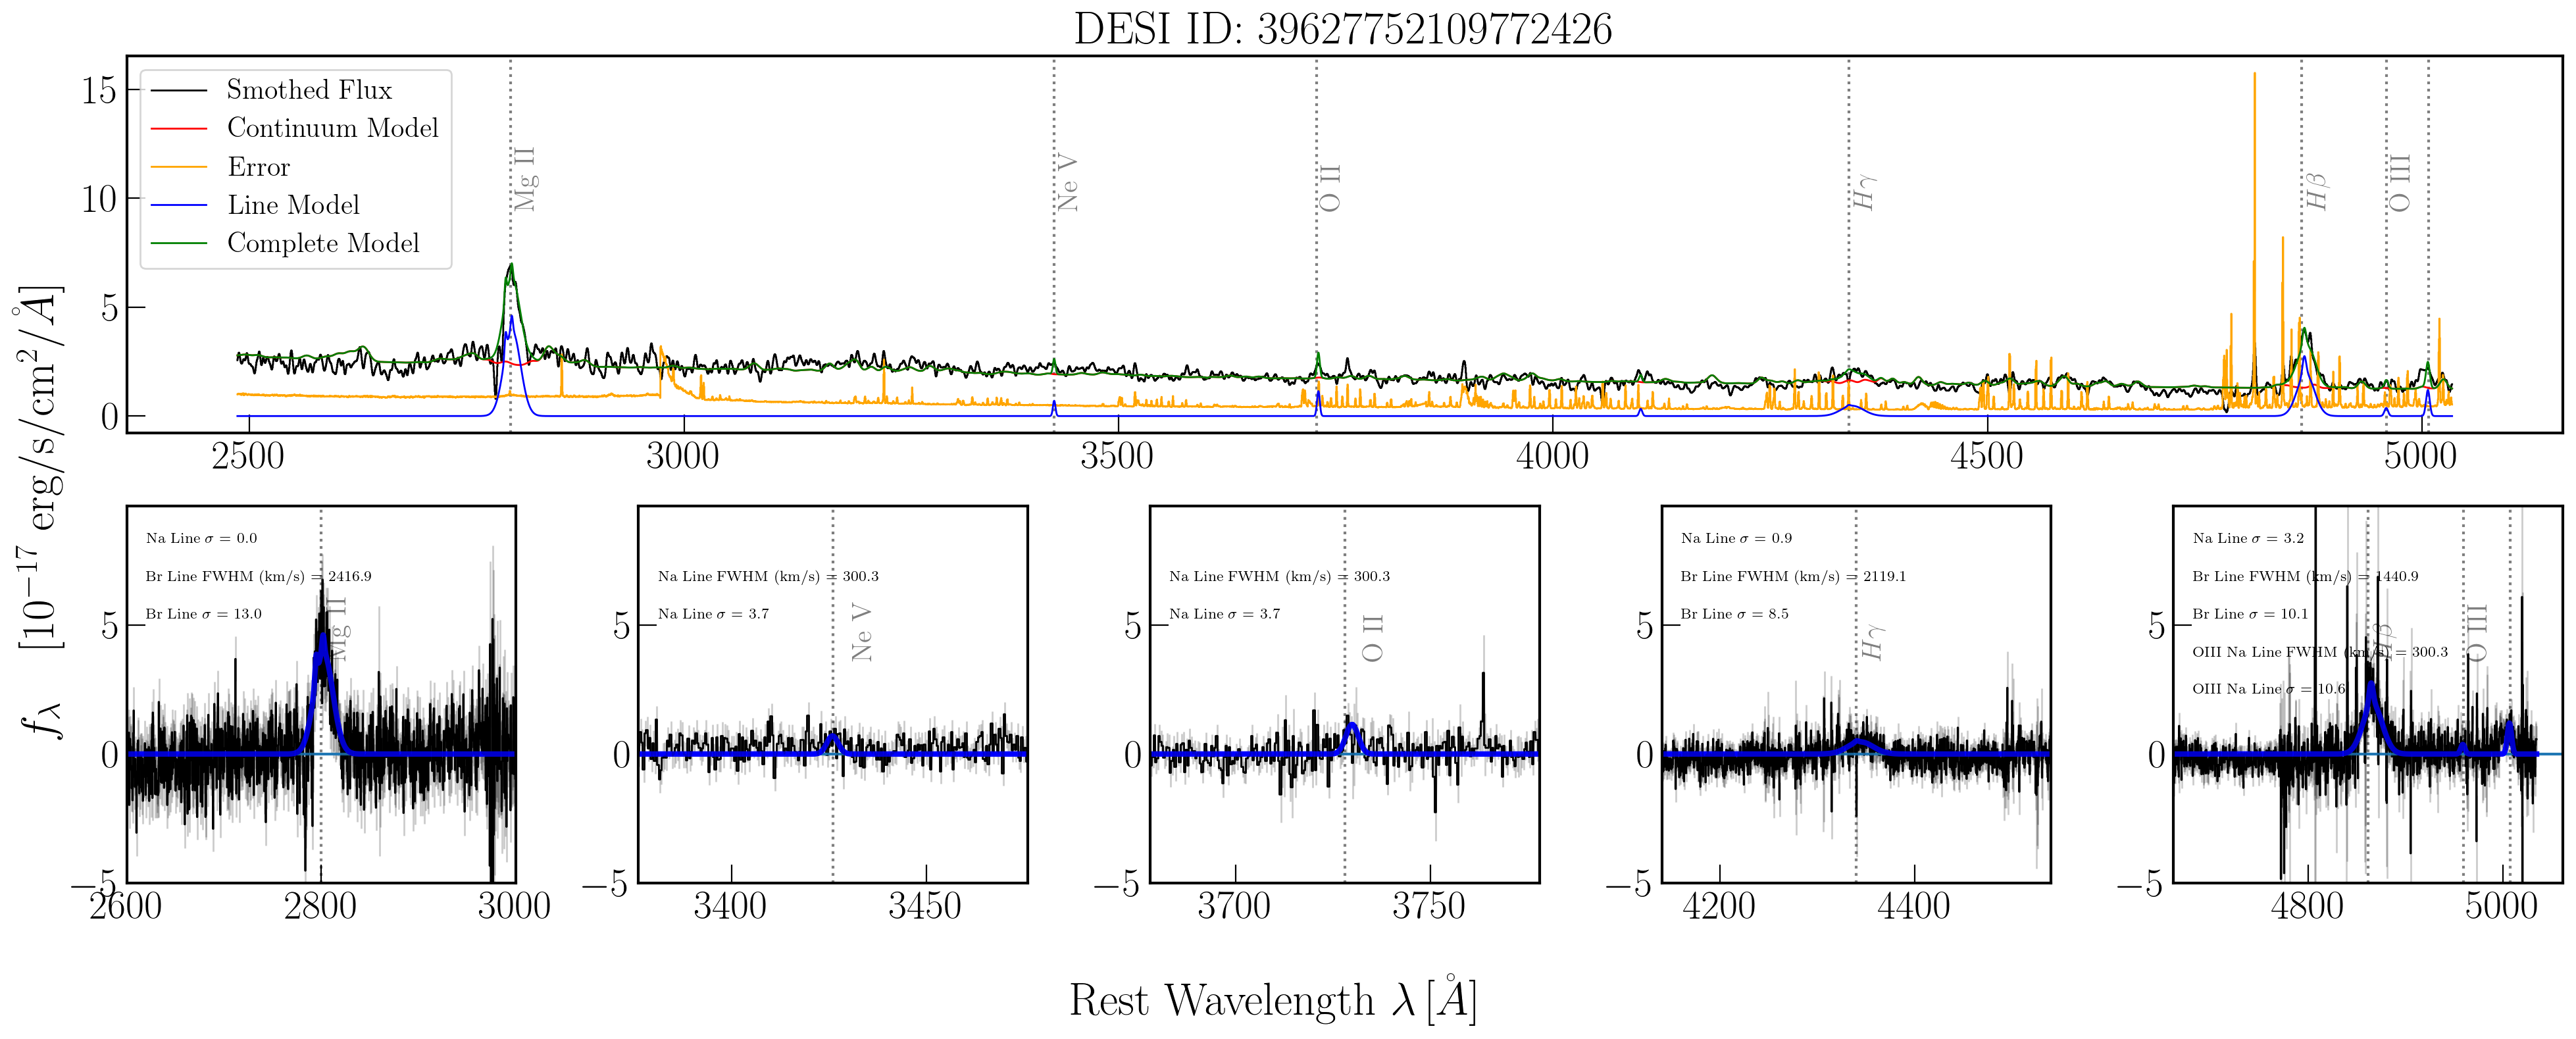 DESI ID: 39627752109772426
Smothed Flux
Continuum Model
Error
Line Model
Complete Model
15
10
5
0
Mg II
Ne V
O II
Hγ
Hβ
O III
2500
3000
3500
4000
4500
5000
fλ [10⁻¹⁷ erg/s/cm²/Å]
Na Line σ = 0.0
Br Line FWHM (km/s) = 2416.9
Br Line σ = 13.0
Mg II
5
0
−5
2600
2800
3000
Na Line FWHM (km/s) = 300.3
Na Line σ = 3.7
Ne V
5
0
−5
3400
3450
Na Line FWHM (km/s) = 300.3
Na Line σ = 3.7
O II
5
0
−5
3700
3750
Na Line σ = 0.9
Br Line FWHM (km/s) = 2119.1
Br Line σ = 8.5
Hγ
5
0
−5
4200
4400
Na Line σ = 3.2
Br Line FWHM (km/s) = 1440.9
Br Line σ = 10.1
OIII Na Line FWHM (km/s) = 300.3
OIII Na Line σ = 10.6
Hβ
O III
5
0
−5
4800
5000
Rest Wavelength λ [Å]